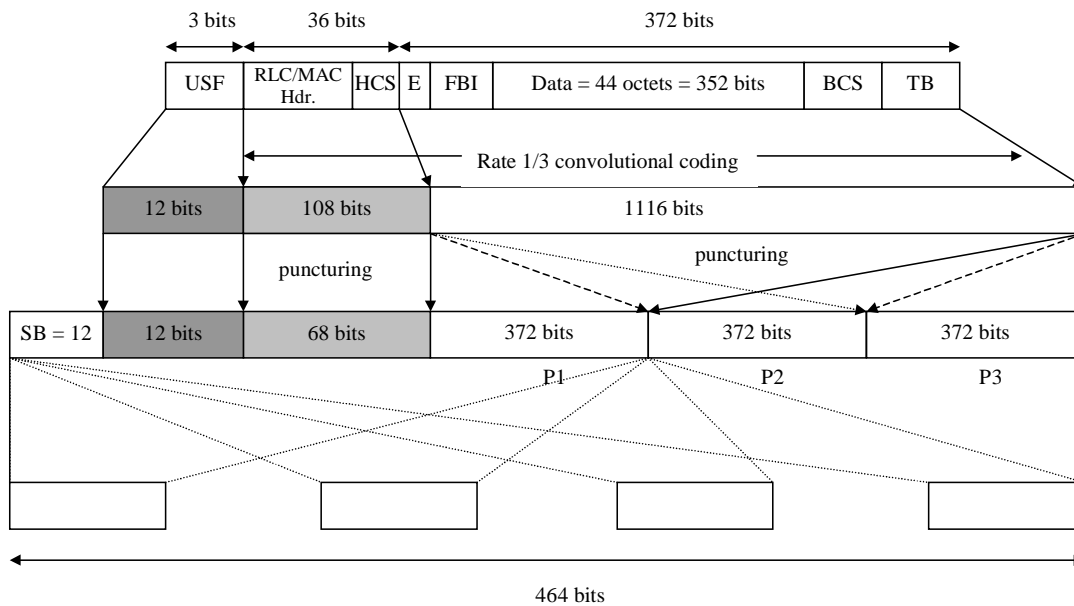 3 bits 36 bits 372 bits
USF RLC/MAC Hdr. HCS E FBI Data = 44 octets = 352 bits BCS TB
Rate 1/3 convolutional coding
12 bits 108 bits 1116 bits
puncturing puncturing
SB = 12 12 bits 68 bits 372 bits 372 bits 372 bits
P1 P2 P3
464 bits